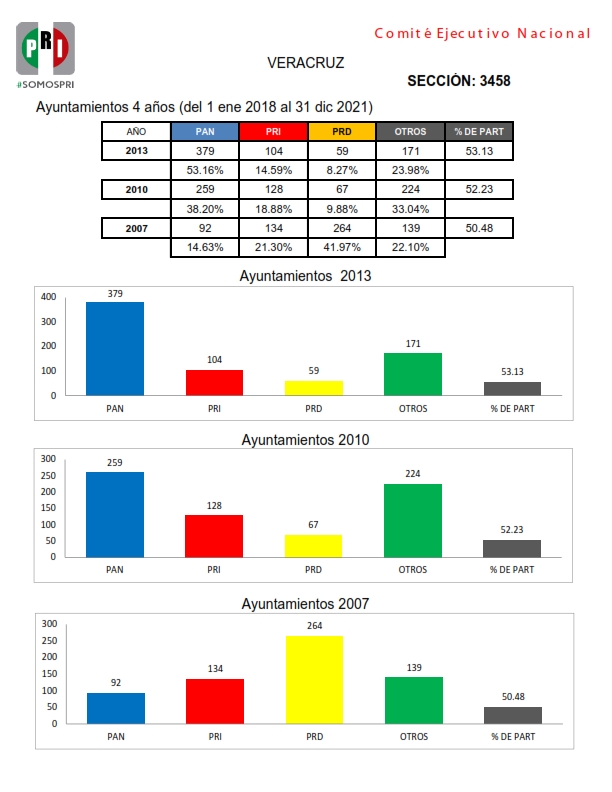 Comité Ejecutivo Nacional
PRI
#SOMOSPRI
VERACRUZ
SECCIÓN: 3458
Ayuntamientos 4 años (del 1 ene 2018 al 31 dic 2021)
AÑO PAN PRI PRD OTROS % DE PART
2013 379 104 59 171 53.13
53.16% 14.59% 8.27% 23.98%
2010 259 128 67 224 52.23
38.20% 18.88% 9.88% 33.04%
2007 92 134 264 139 50.48
14.63% 21.30% 41.97% 22.10%
Ayuntamientos 2013
400
300
200
100
0
379
104
59
171
53.13
PAN PRI PRD OTROS % DE PART
Ayuntamientos 2010
300
250
200
150
100
50
0
259
128
67
224
52.23
PAN PRI PRD OTROS % DE PART
Ayuntamientos 2007
300
250
200
150
100
50
0
92
134
264
139
50.48
PAN PRI PRD OTROS % DE PART